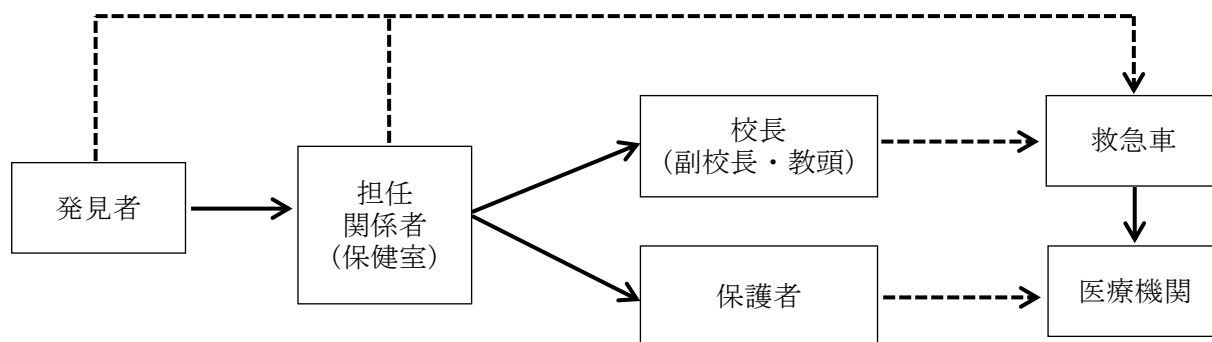 発見者
担任
関係者
(保健室)
校長
(副校長・教頭)
保護者
救急車
医療機関